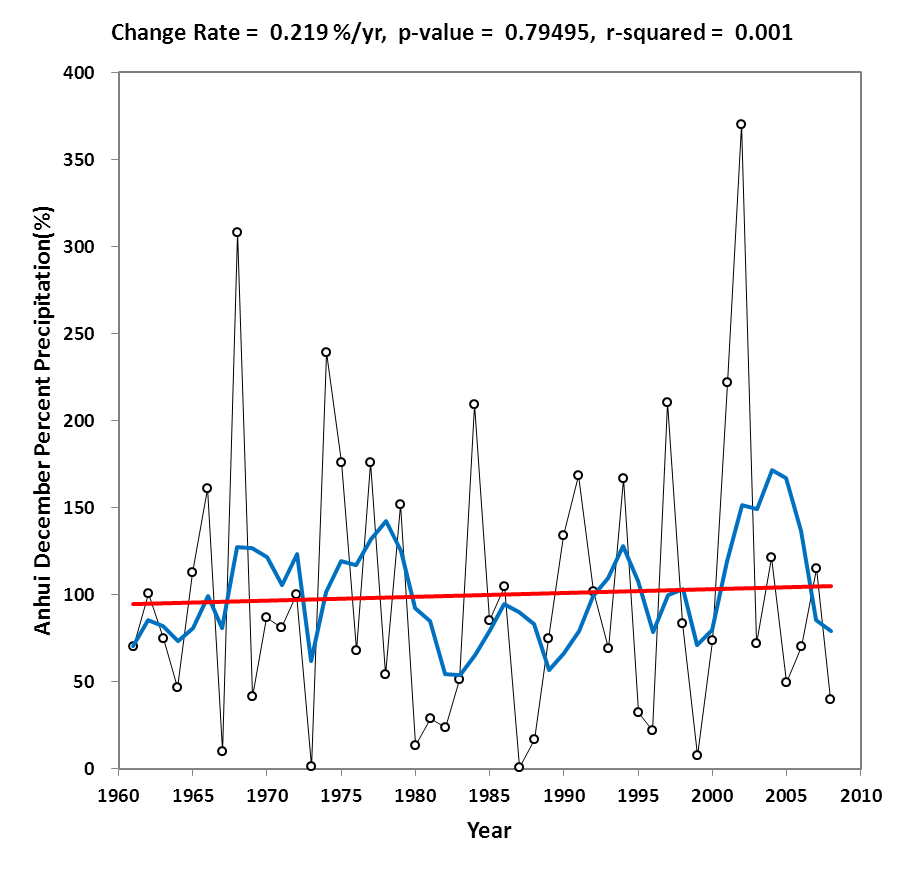 Change Rate = 0.219 %/yr, p-value = 0.79495, r-squared = 0.001
Anhui December Percent Precipitation(%)
400
350
300
250
200
150
100
50
0
1960 1965 1970 1975 1980 1985 1990 1995 2000 2005 2010
Year